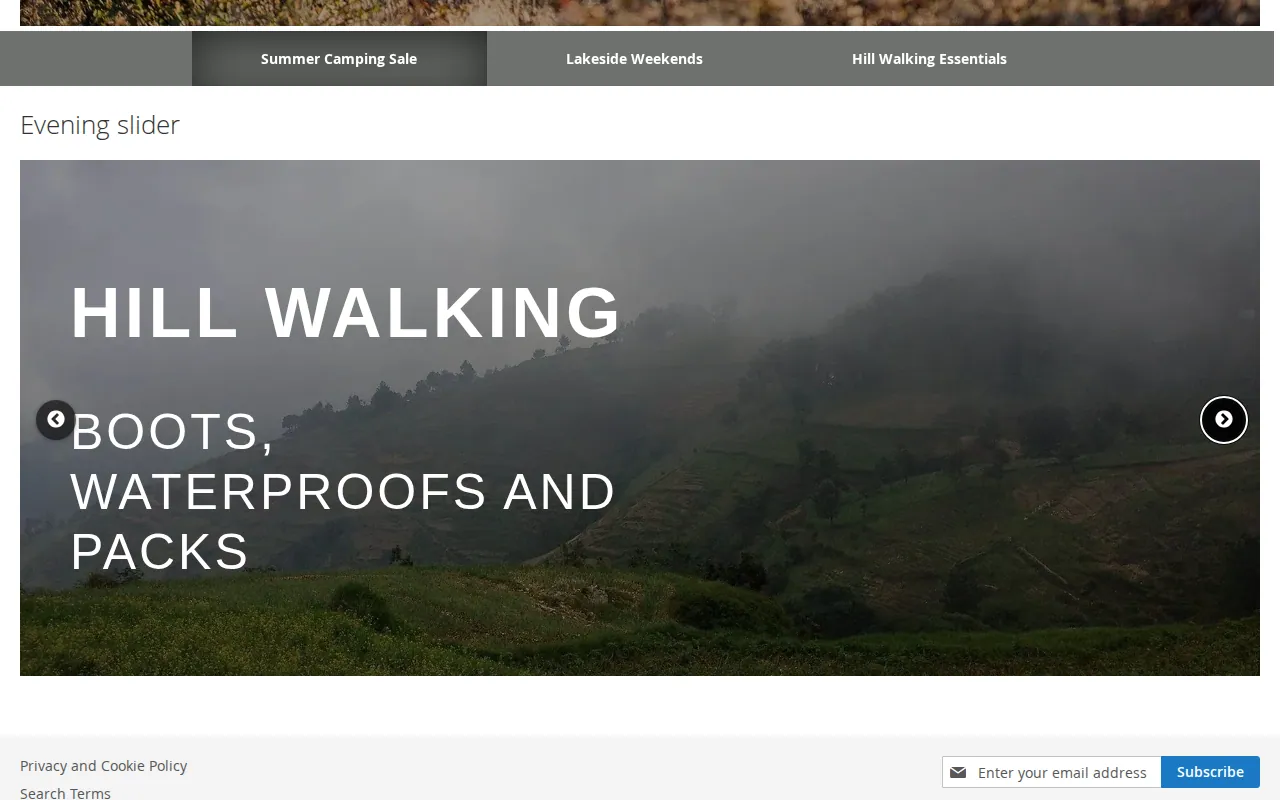 Summer Camping Sale
Lakeside Weekends
Hill Walking Essentials
Evening slider
HILL WALKING
BOOTS,
WATERPROOFS AND
PACKS
Privacy and Cookie Policy
Enter your email address
Subscribe
Search Terms